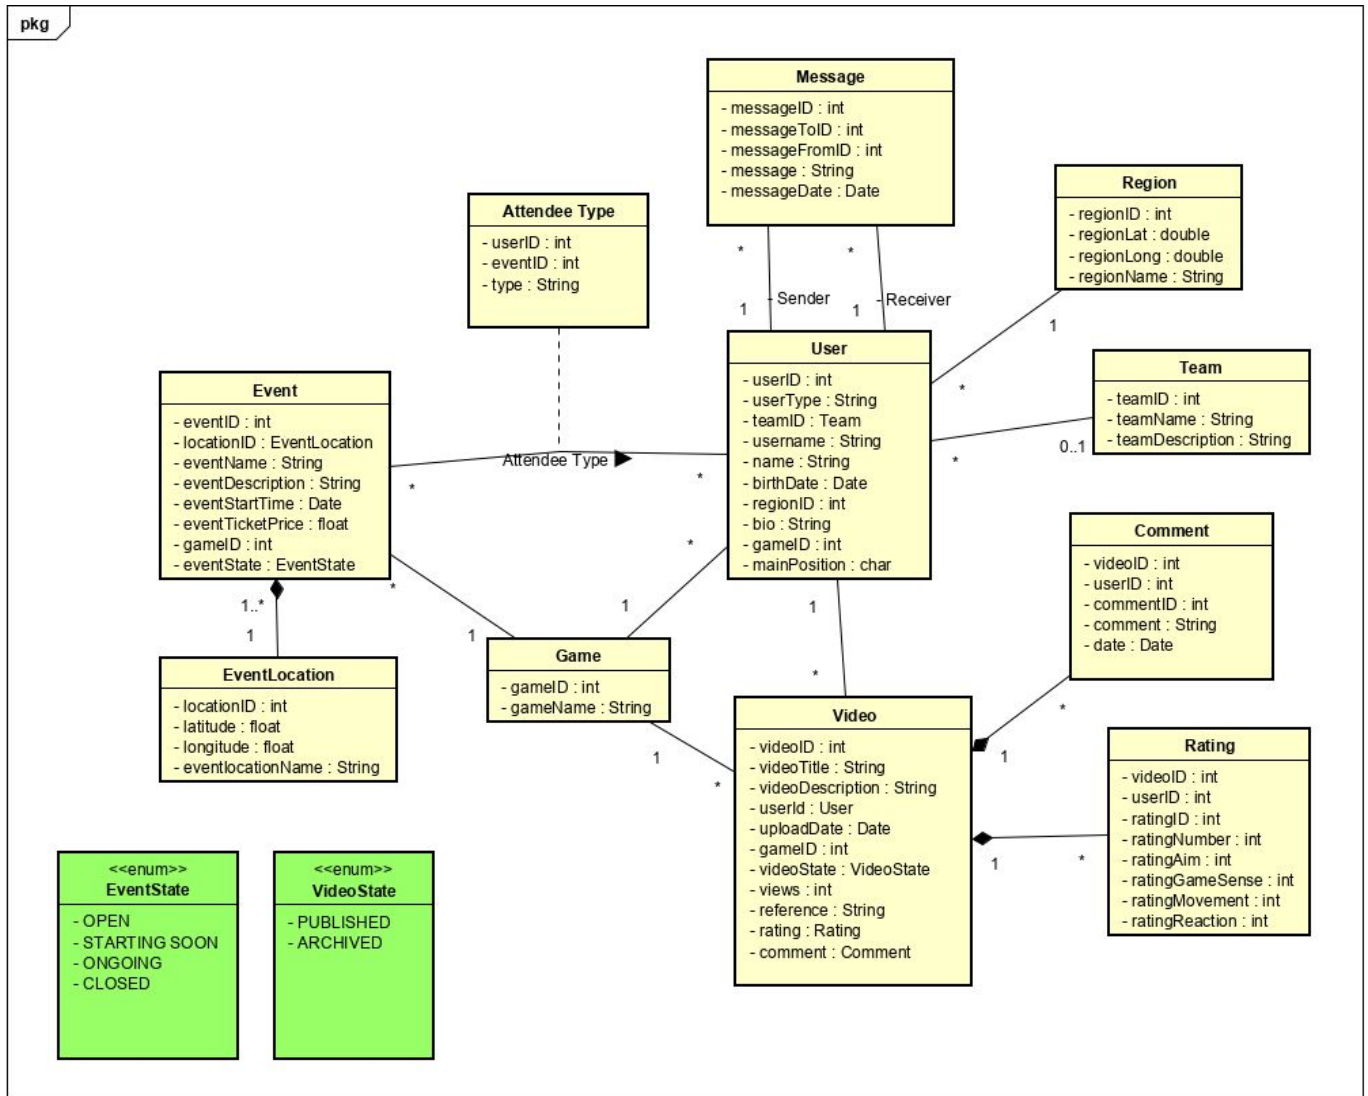 pkg
Message
- messageID : int
- messageToID : int
- messageFromID : int
- message : String
- messageDate : Date
Region
- regionID : int
- regionLat : double
- regionLong : double
- regionName : String
Attendee Type
- userID : int
- eventID : int
- type : String
*
*
- Sender
- Receiver
1
1
1
*
User
- userID : int
- userType : String
- teamID : Team
- username : String
- name : String
- birthDate : Date
- regionID : int
- bio : String
- gameID : int
- mainPosition : char
Team
- teamID : int
- teamName : String
- teamDescription : String
0..1
*
Event
- eventID : int
- locationID : EventLocation
- eventName : String
- eventDescription : String
- eventStartTime : Date
- eventTicketPrice : float
- gameID : int
- eventState : EventState
Attendee Type
*
*
*
1
*
1
1..*
1
1
*
Comment
- videoID : int
- userID : int
- commentID : int
- comment : String
- date : Date
EventLocation
- locationID : int
- latitude : float
- longitude : float
- eventlocationName : String
Game
- gameID : int
- gameName : String
1
*
Video
- videoID : int
- videoTitle : String
- videoDescription : String
- userId : User
- uploadDate : Date
- gameID : int
- videoState : VideoState
- views : int
- reference : String
- rating : Rating
- comment : Comment
*
1
1
*
Rating
- videoID : int
- userID : int
- ratingID : int
- ratingNumber : int
- ratingAim : int
- ratingGameSense : int
- ratingMovement : int
- ratingReaction : int
<<enum>>
EventState
- OPEN
- STARTING SOON
- ONGOING
- CLOSED
<<enum>>
VideoState
- PUBLISHED
- ARCHIVED